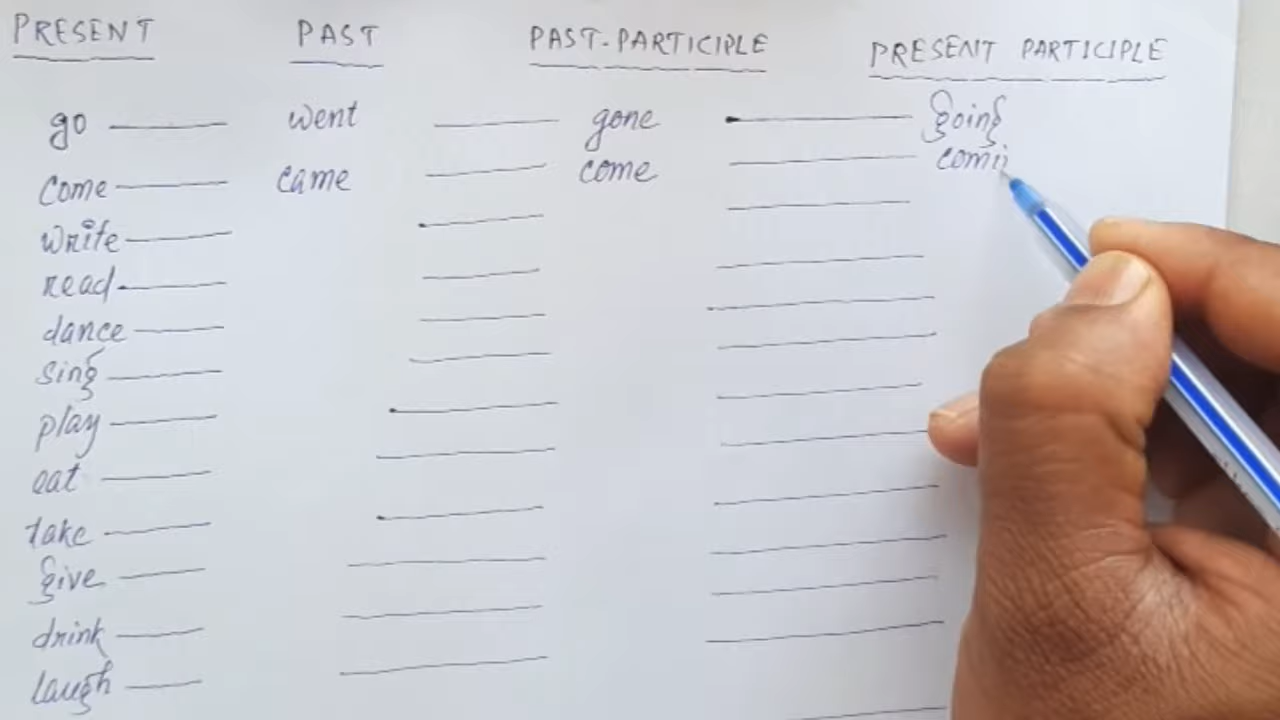 PRESENT PAST PAST-PARTICIPLE PRESENT PARTICIPLE
go went gone going
come came come comi
write
read
dance
sing
play
eat
take
give
drink
laugh